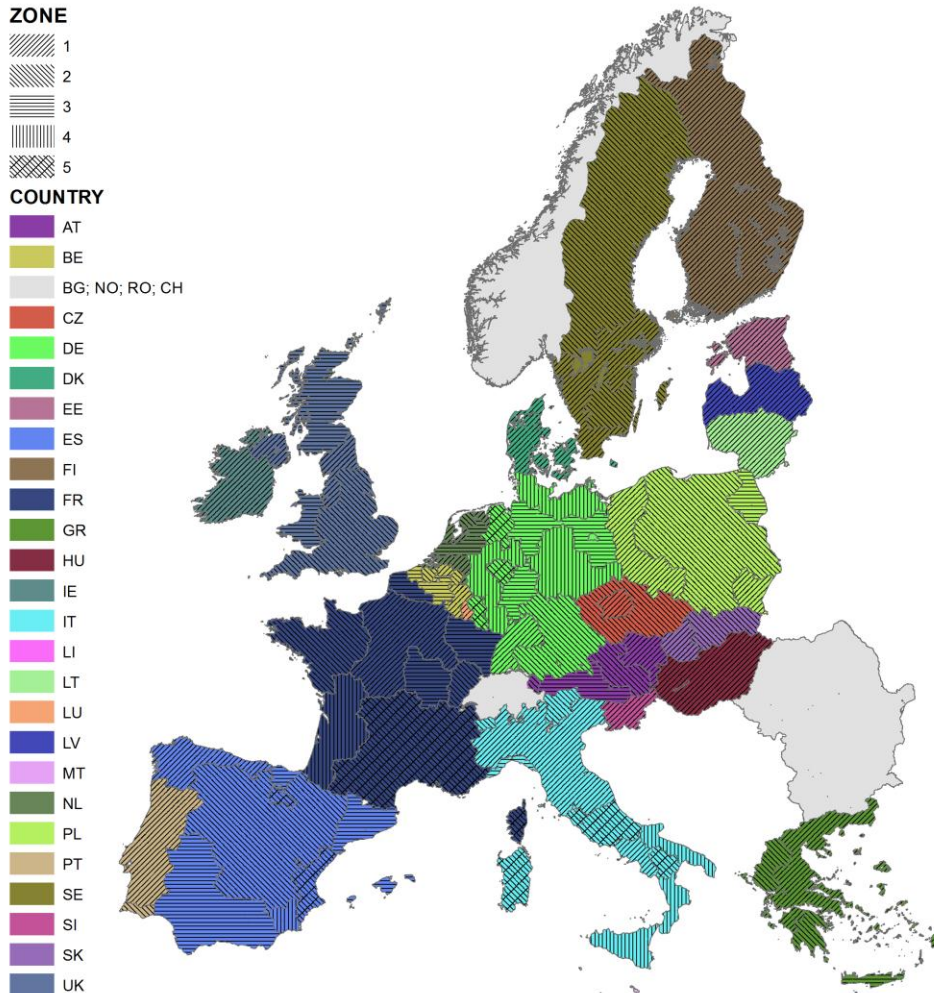 ZONE
1
2
3
4
5
COUNTRY
AT
BE
BG; NO; RO; CH
CZ
DE
DK
EE
ES
FI
FR
GR
HU
IE
IT
LI
LT
LU
LV
MT
NL
PL
PT
SE
SI
SK
UK